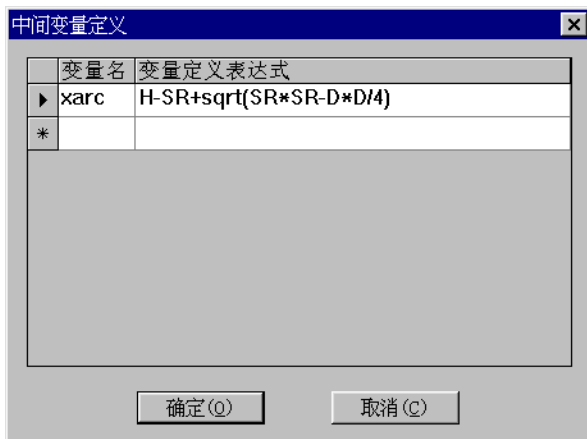 中间变量定义
变量名 变量定义表达式
xarc H-SR+sqrt(SR*SR-D*D/4)
*
确定(O) 取消(C)